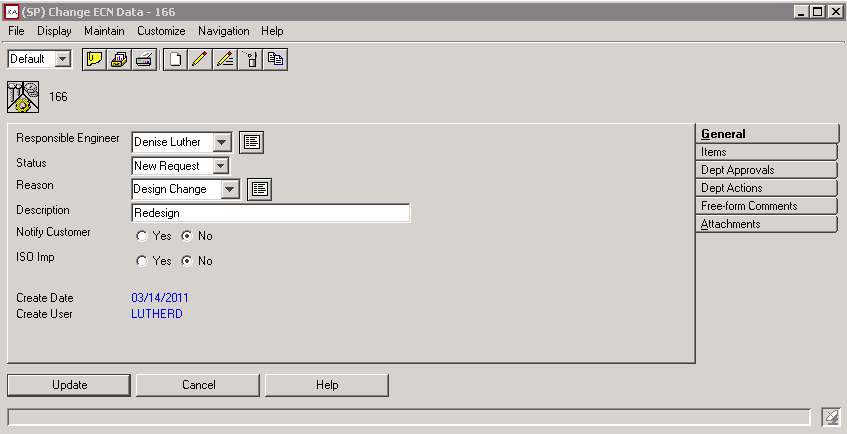 XA (SP) Change ECN Data - 166
File Display Maintain Customize Navigation Help
Default
166
Responsible Engineer Denise Luther
Status New Request
Reason Design Change
Description Redesign
Notify Customer Yes No
ISO Imp Yes No
Create Date 03/14/2011
Create User LUTHERD
General
Items
Dept Approvals
Dept Actions
Free-form Comments
Attachments
Update Cancel Help